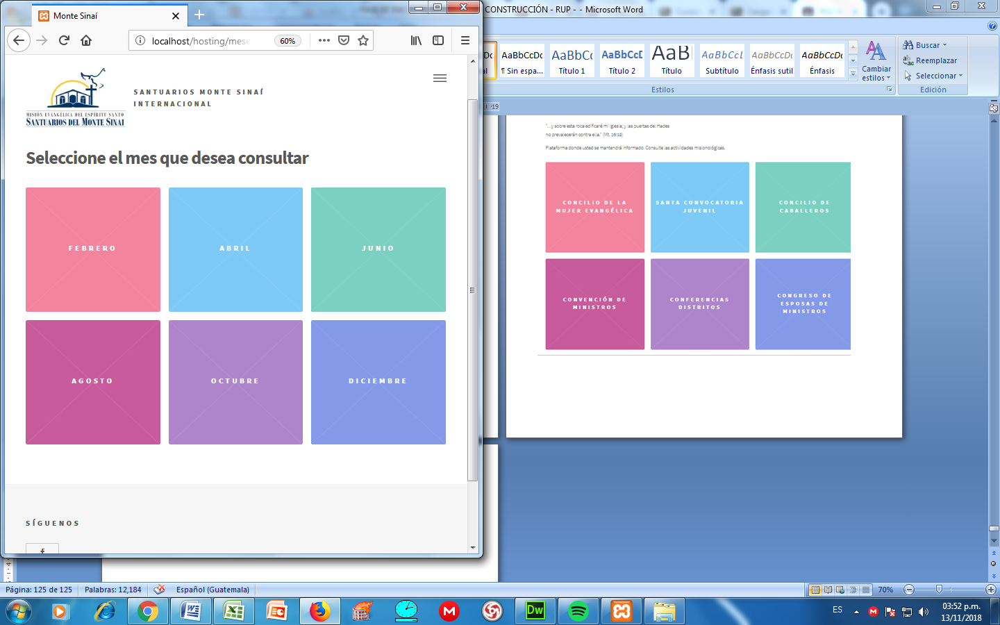 Monte Sinaí
localhost/hosting/mese
60%
MISIÓN EVANGÉLICA DEL ESPÍRITU SANTO
SANTUARIOS DEL MONTE SINAI
SANTUARIOS MONTE SINAÍ
INTERNACIONAL
Seleccione el mes que desea consultar
FEBRERO
ABRIL
JUNIO
AGOSTO
OCTUBRE
DICIEMBRE
SÍGUENOS
f
CONSTRUCCIÓN - RUP - - Microsoft Word
AaBbCcDc
¶ Sin espa...
AaBbCc
Título 1
AaBbCcI
Título 2
AaB
Título
AaBbCcL
Subtítulo
AaBbCcDc
Énfasis sutil
AaBbCcDc
Énfasis
Cambiar
estilos
Estilos
Buscar
Reemplazar
Seleccionar
Edición
19
"…y sobre esta roca edificaré mi iglesia; y las puertas del Hades
no prevalecerán contra ella." (Mt. 16:18)
Plataforma donde usted se mantendrá informado. Consulte las actividades misionológicas.
CONCILIO DE LA
MUJER EVANGÉLICA
SANTA CONVOCATORIA
JUVENIL
CONCILIO DE
CABALLEROS
CONVENCIÓN DE
MINISTROS
CONFERENCIAS
DISTRITOS
CONGRESO DE
ESPOSAS DE
MINISTROS
Página: 125 de 125
Palabras: 12,184
Español (Guatemala)
70%
Dw
ES
03:52 p.m.
13/11/2018